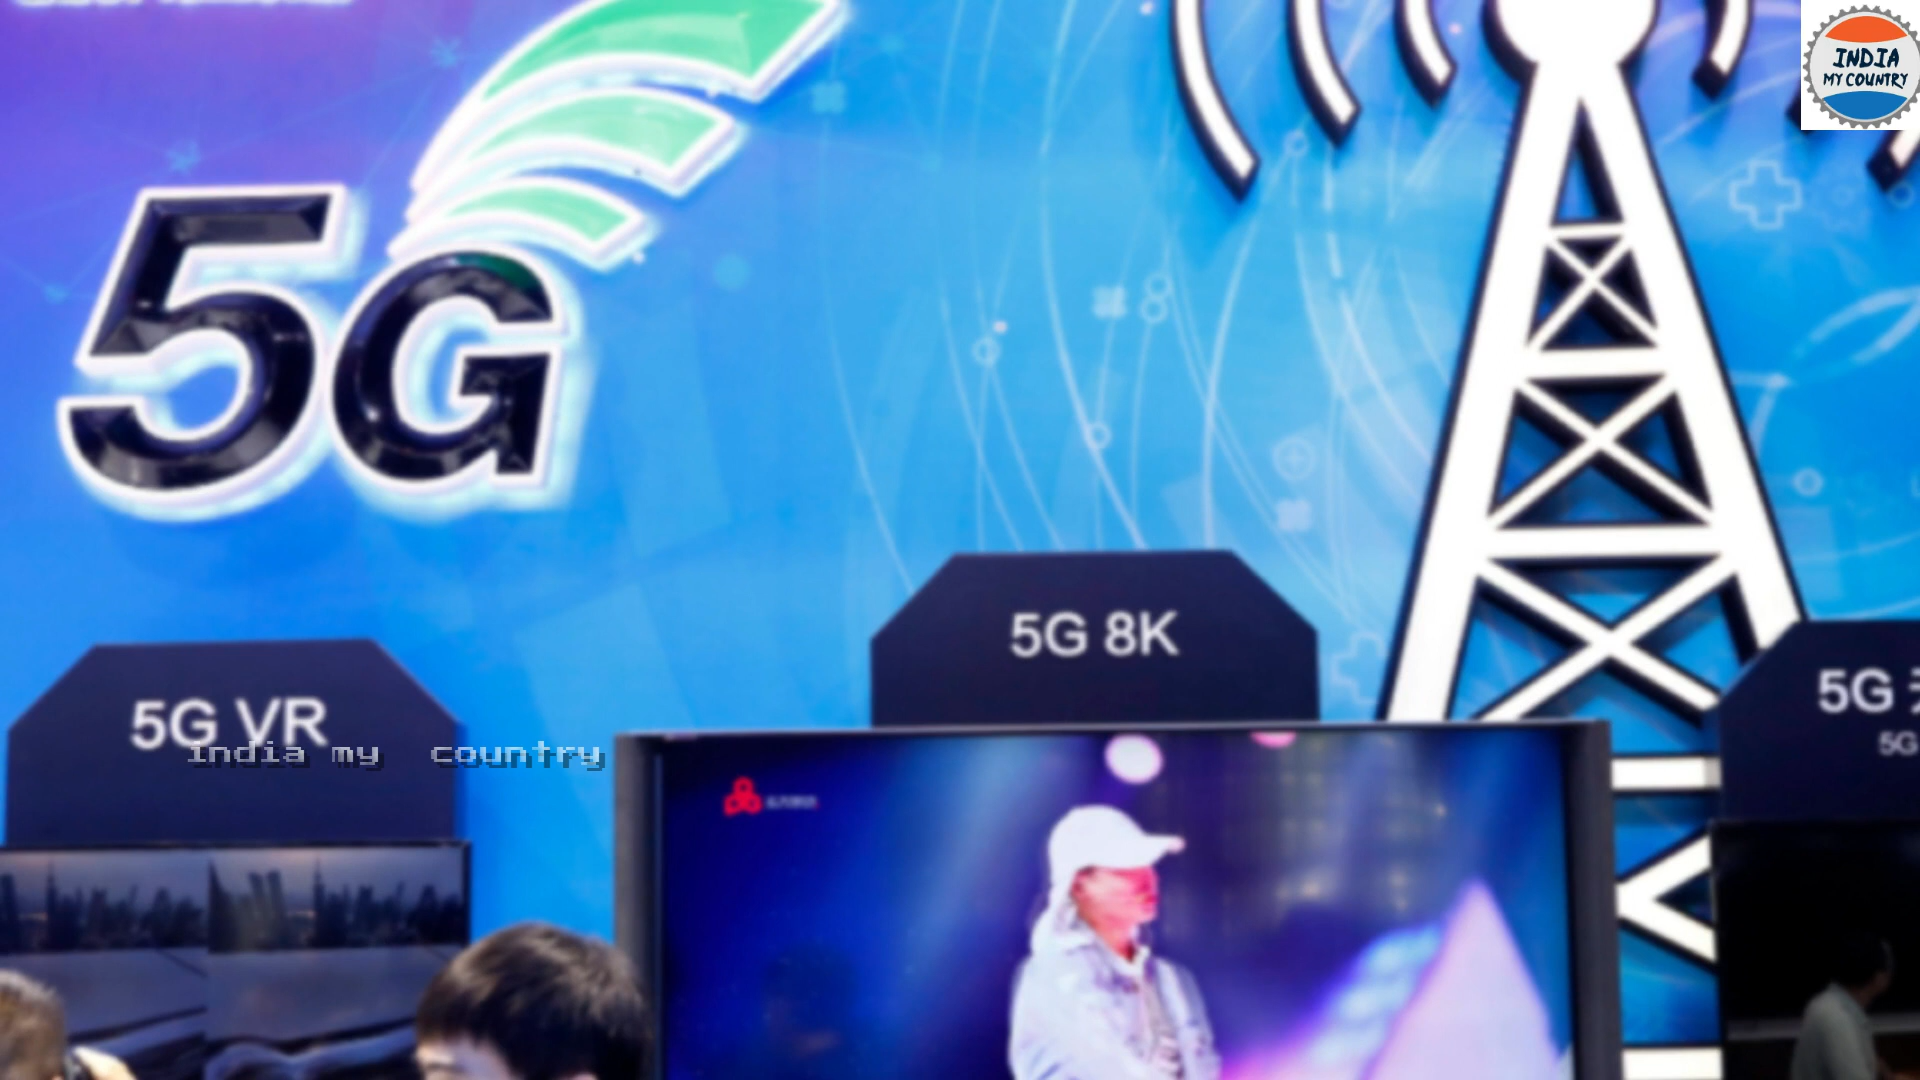 INDIA
MY COUNTRY
5G
5G 8K
5G VR
5G
5G
india my country